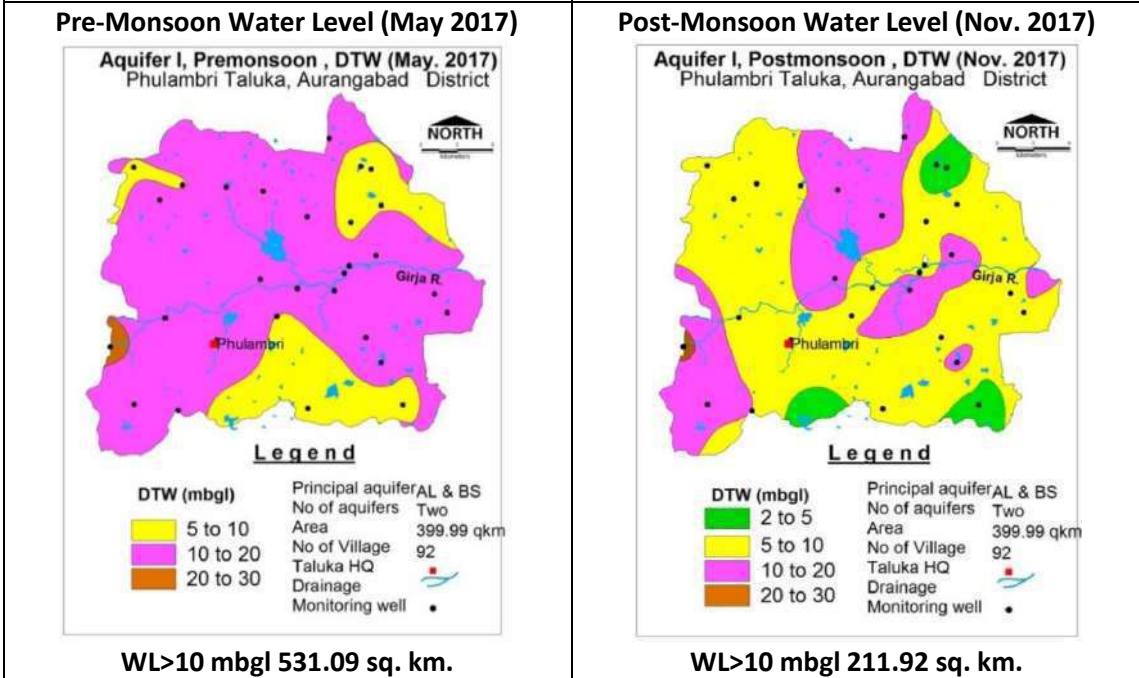 Pre-Monsoon Water Level (May 2017)
Aquifer I, Premonsoon , DTW (May. 2017)
Phulambri Taluka, Aurangabad District
NORTH
kilometers
Girja R.
Phulambri
Legend
DTW (mbgl)
5 to 10
10 to 20
20 to 30
Principal aquifer AL & BS
No of aquifers Two
Area 399.99 qkm
No of Village 92
Taluka HQ
Drainage
Monitoring well
WL>10 mbgl 531.09 sq. km.
Post-Monsoon Water Level (Nov. 2017)
Aquifer I, Postmonsoon , DTW (Nov. 2017)
Phulambri Taluka, Aurangabad District
NORTH
kilometers
Girja R.
Phulambri
Legend
DTW (mbgl)
2 to 5
5 to 10
10 to 20
20 to 30
Principal aquifer AL & BS
No of aquifers Two
Area 399.99 qkm
No of Village 92
Taluka HQ
Drainage
Monitoring well
WL>10 mbgl 211.92 sq. km.